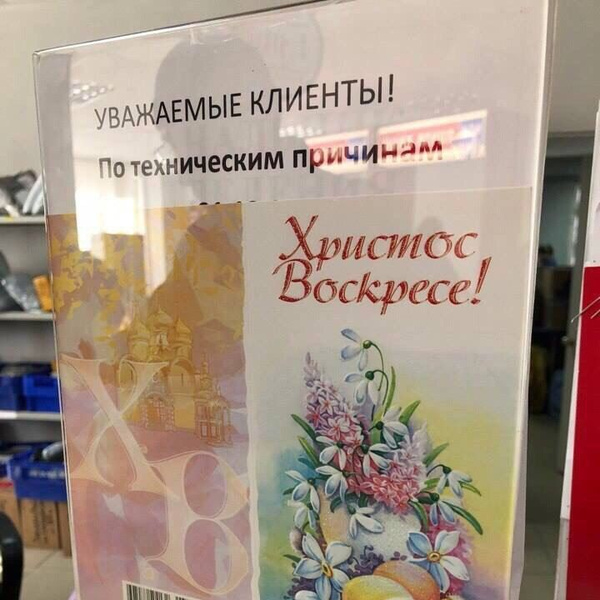 УВАЖАЕМЫЕ КЛИЕНТЫ!
По техническим причинам
Христос
Воскресе!
Х
В